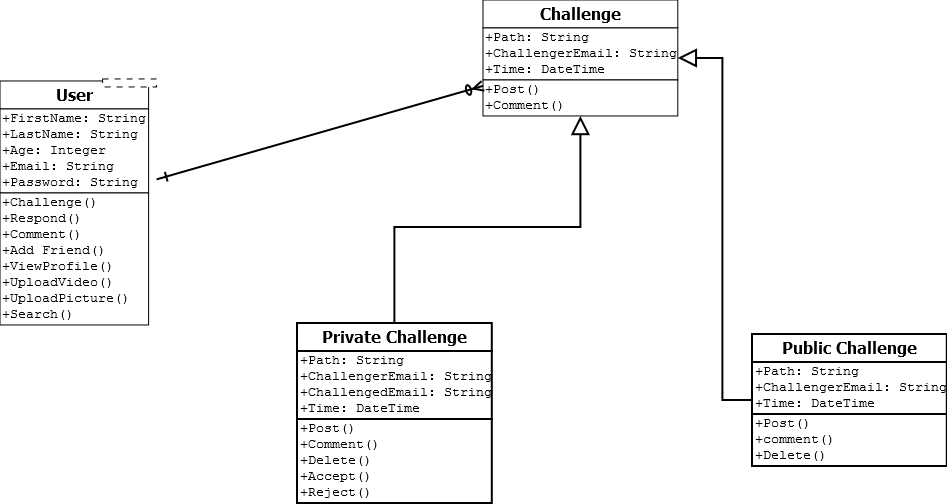 Challenge
+Path: String
+ChallengerEmail: String
+Time: DateTime
+Post()
+Comment()
User
+FirstName: String
+LastName: String
+Age: Integer
+Email: String
+Password: String
+Challenge()
+Respond()
+Comment()
+Add Friend()
+ViewProfile()
+UploadVideo()
+UploadPicture()
+Search()
Private Challenge
+Path: String
+ChallengerEmail: String
+ChallengedEmail: String
+Time: DateTime
+Post()
+Comment()
+Delete()
+Accept()
+Reject()
Public Challenge
+Path: String
+ChallengerEmail: String
+Time: DateTime
+Post()
+comment()
+Delete()